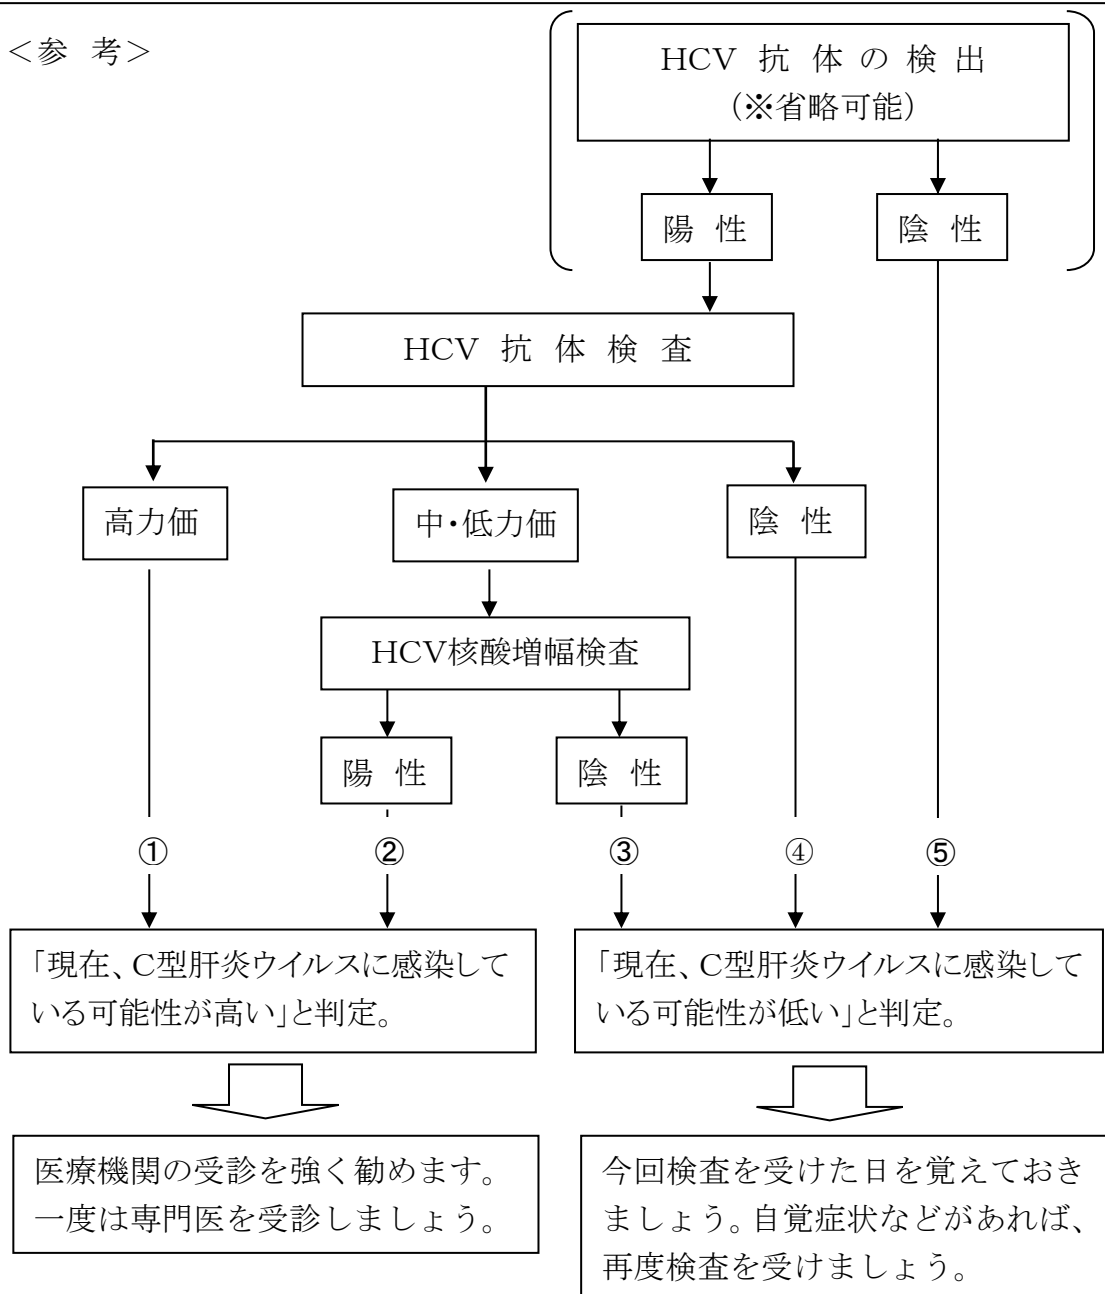 ＜参 考＞
HCV 抗 体 の 検 出
（※省略可能）
陽 性
陰 性
HCV 抗 体 検 査
高力価
中・低力価
陰 性
HCV核酸増幅検査
陽 性
陰 性
①
②
③
④
⑤
「現在、C型肝炎ウイルスに感染して
いる可能性が高い」と判定。
「現在、C型肝炎ウイルスに感染して
いる可能性が低い」と判定。
医療機関の受診を強く勧めます。
一度は専門医を受診しましょう。
今回検査を受けた日を覚えておき
ましょう。自覚症状などがあれば、
再度検査を受けましょう。